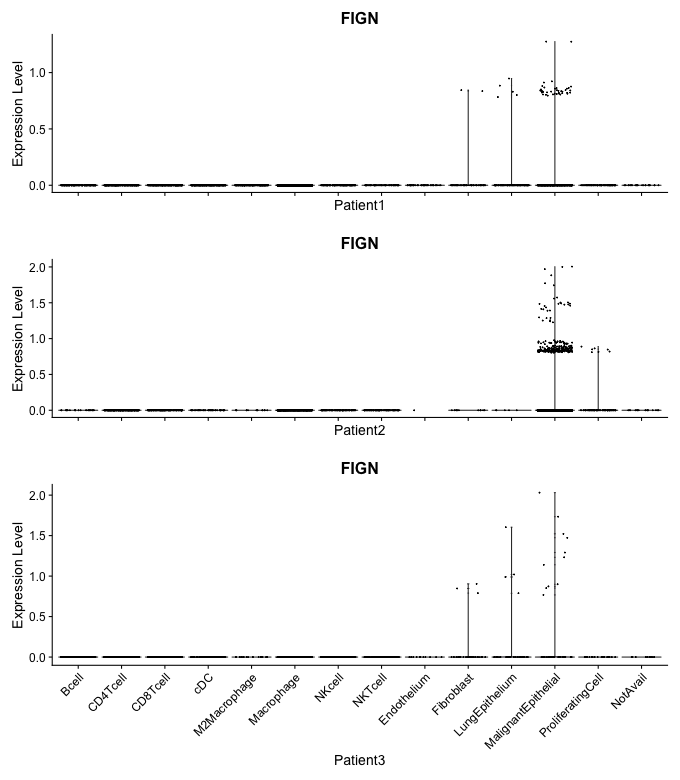 FIGN
Expression Level
1.0
0.5
0.0
Patient1
FIGN
Expression Level
2.0
1.5
1.0
0.5
0.0
Patient2
FIGN
Expression Level
2.0
1.5
1.0
0.5
0.0
Bcell
CD4Tcell
CD8Tcell
cDC
M2Macrophage
Macrophage
NKcell
NKTcell
Endothelium
Fibroblast
LungEpithelium
MalignantEpithelial
ProliferatingCell
NotAvail
Patient3